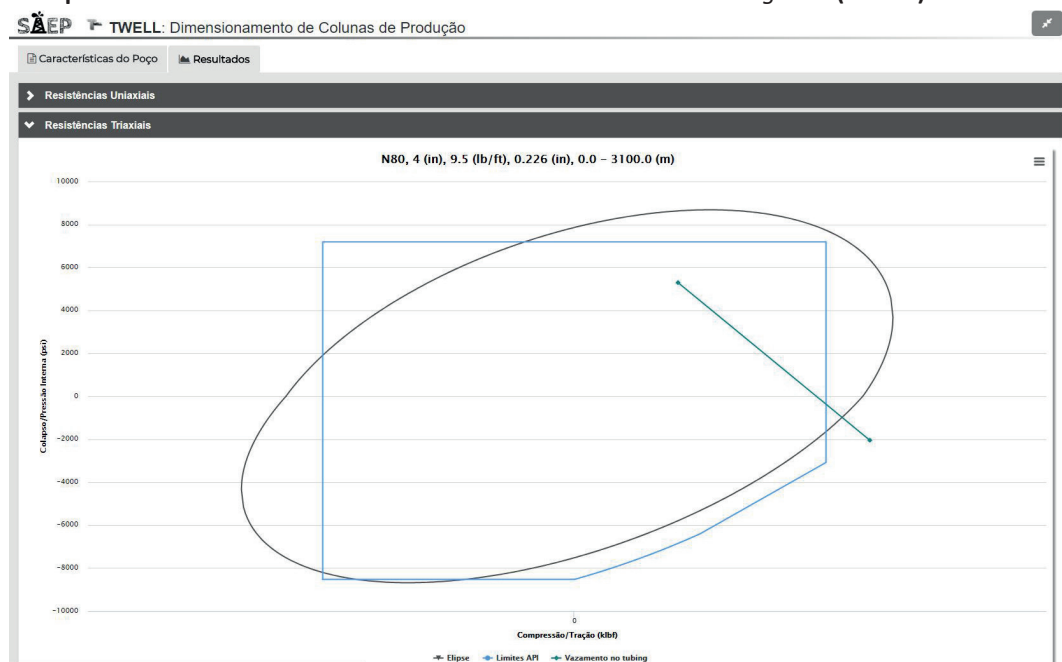 SAEP TWELL: Dimensionamento de Colunas de Produção
Características do Poço Resultados
Resistências Uniaxiais
Resistências Triaxiais
N80, 4 (in), 9.5 (lb/ft), 0.226 (in), 0.0 – 3100.0 (m)
10000
8000
6000
4000
2000
0
−2000
−4000
−6000
−8000
−10000
Colapso/Pressão Interna (psi)
0
Compressão/Tração (klbf)
Elipse Limites API Vazamento no tubing